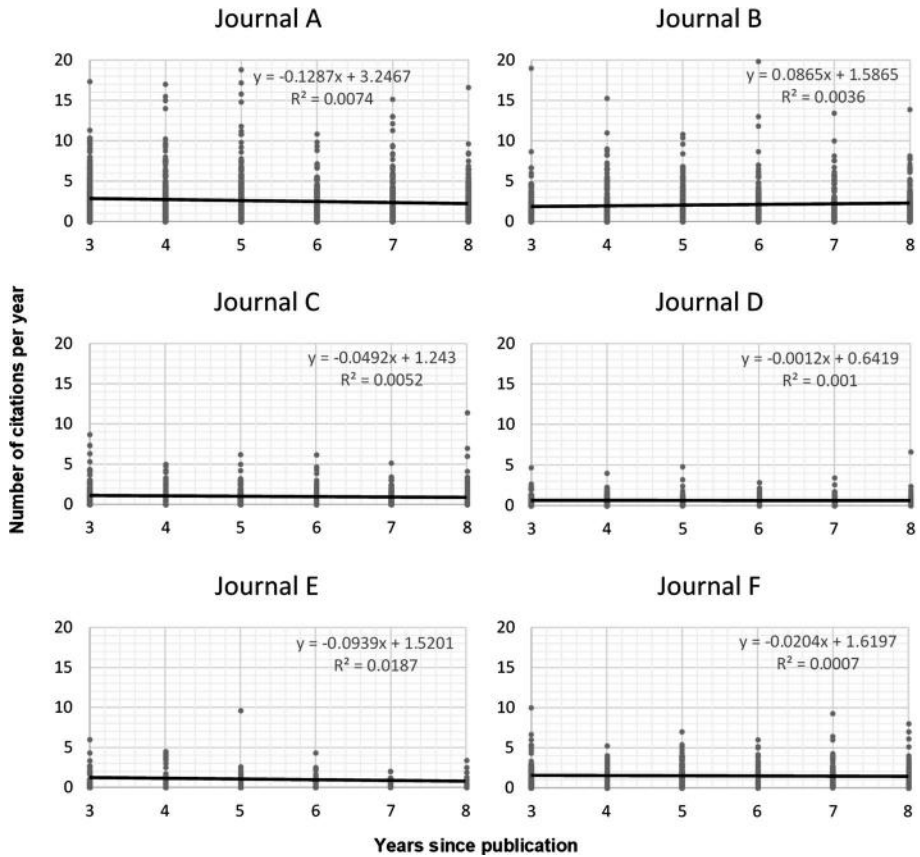 Journal A
20
15
10
5
0
y = -0.1287x + 3.2467
R² = 0.0074
3 4 5 6 7 8
Journal B
20
15
10
5
0
y = 0.0865x + 1.5865
R² = 0.0036
3 4 5 6 7 8
Number of citations per year
Journal C
20
15
10
5
0
y = -0.0492x + 1.243
R² = 0.0052
3 4 5 6 7 8
Journal D
20
15
10
5
0
y = -0.0012x + 0.6419
R² = 0.001
3 4 5 6 7 8
Journal E
20
15
10
5
0
y = -0.0939x + 1.5201
R² = 0.0187
3 4 5 6 7 8
Journal F
20
15
10
5
0
y = -0.0204x + 1.6197
R² = 0.0007
3 4 5 6 7 8
Years since publication